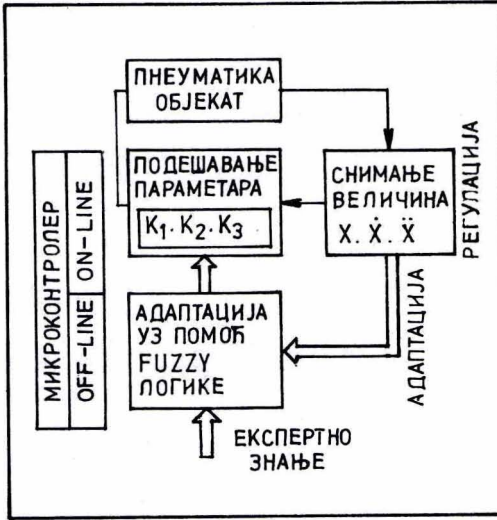 ПНЕУМАТИКА
ОБЈЕКАТ
ПОДЕШАВАЊЕ
ПАРАМЕТАРА
K₁. K₂. K₃
СНИМАЊЕ
ВЕЛИЧИНА
X. Ẋ. Ẍ
РЕГУЛАЦИЈА
АДАПТАЦИЈА
МИКРОКОНТРОЛЕР
ON-LINE
OFF-LINE
АДАПТАЦИЈА
УЗ ПОМОЋ
FUZZY
ЛОГИКЕ
ЕКСПЕРТНО
ЗНАЊЕ